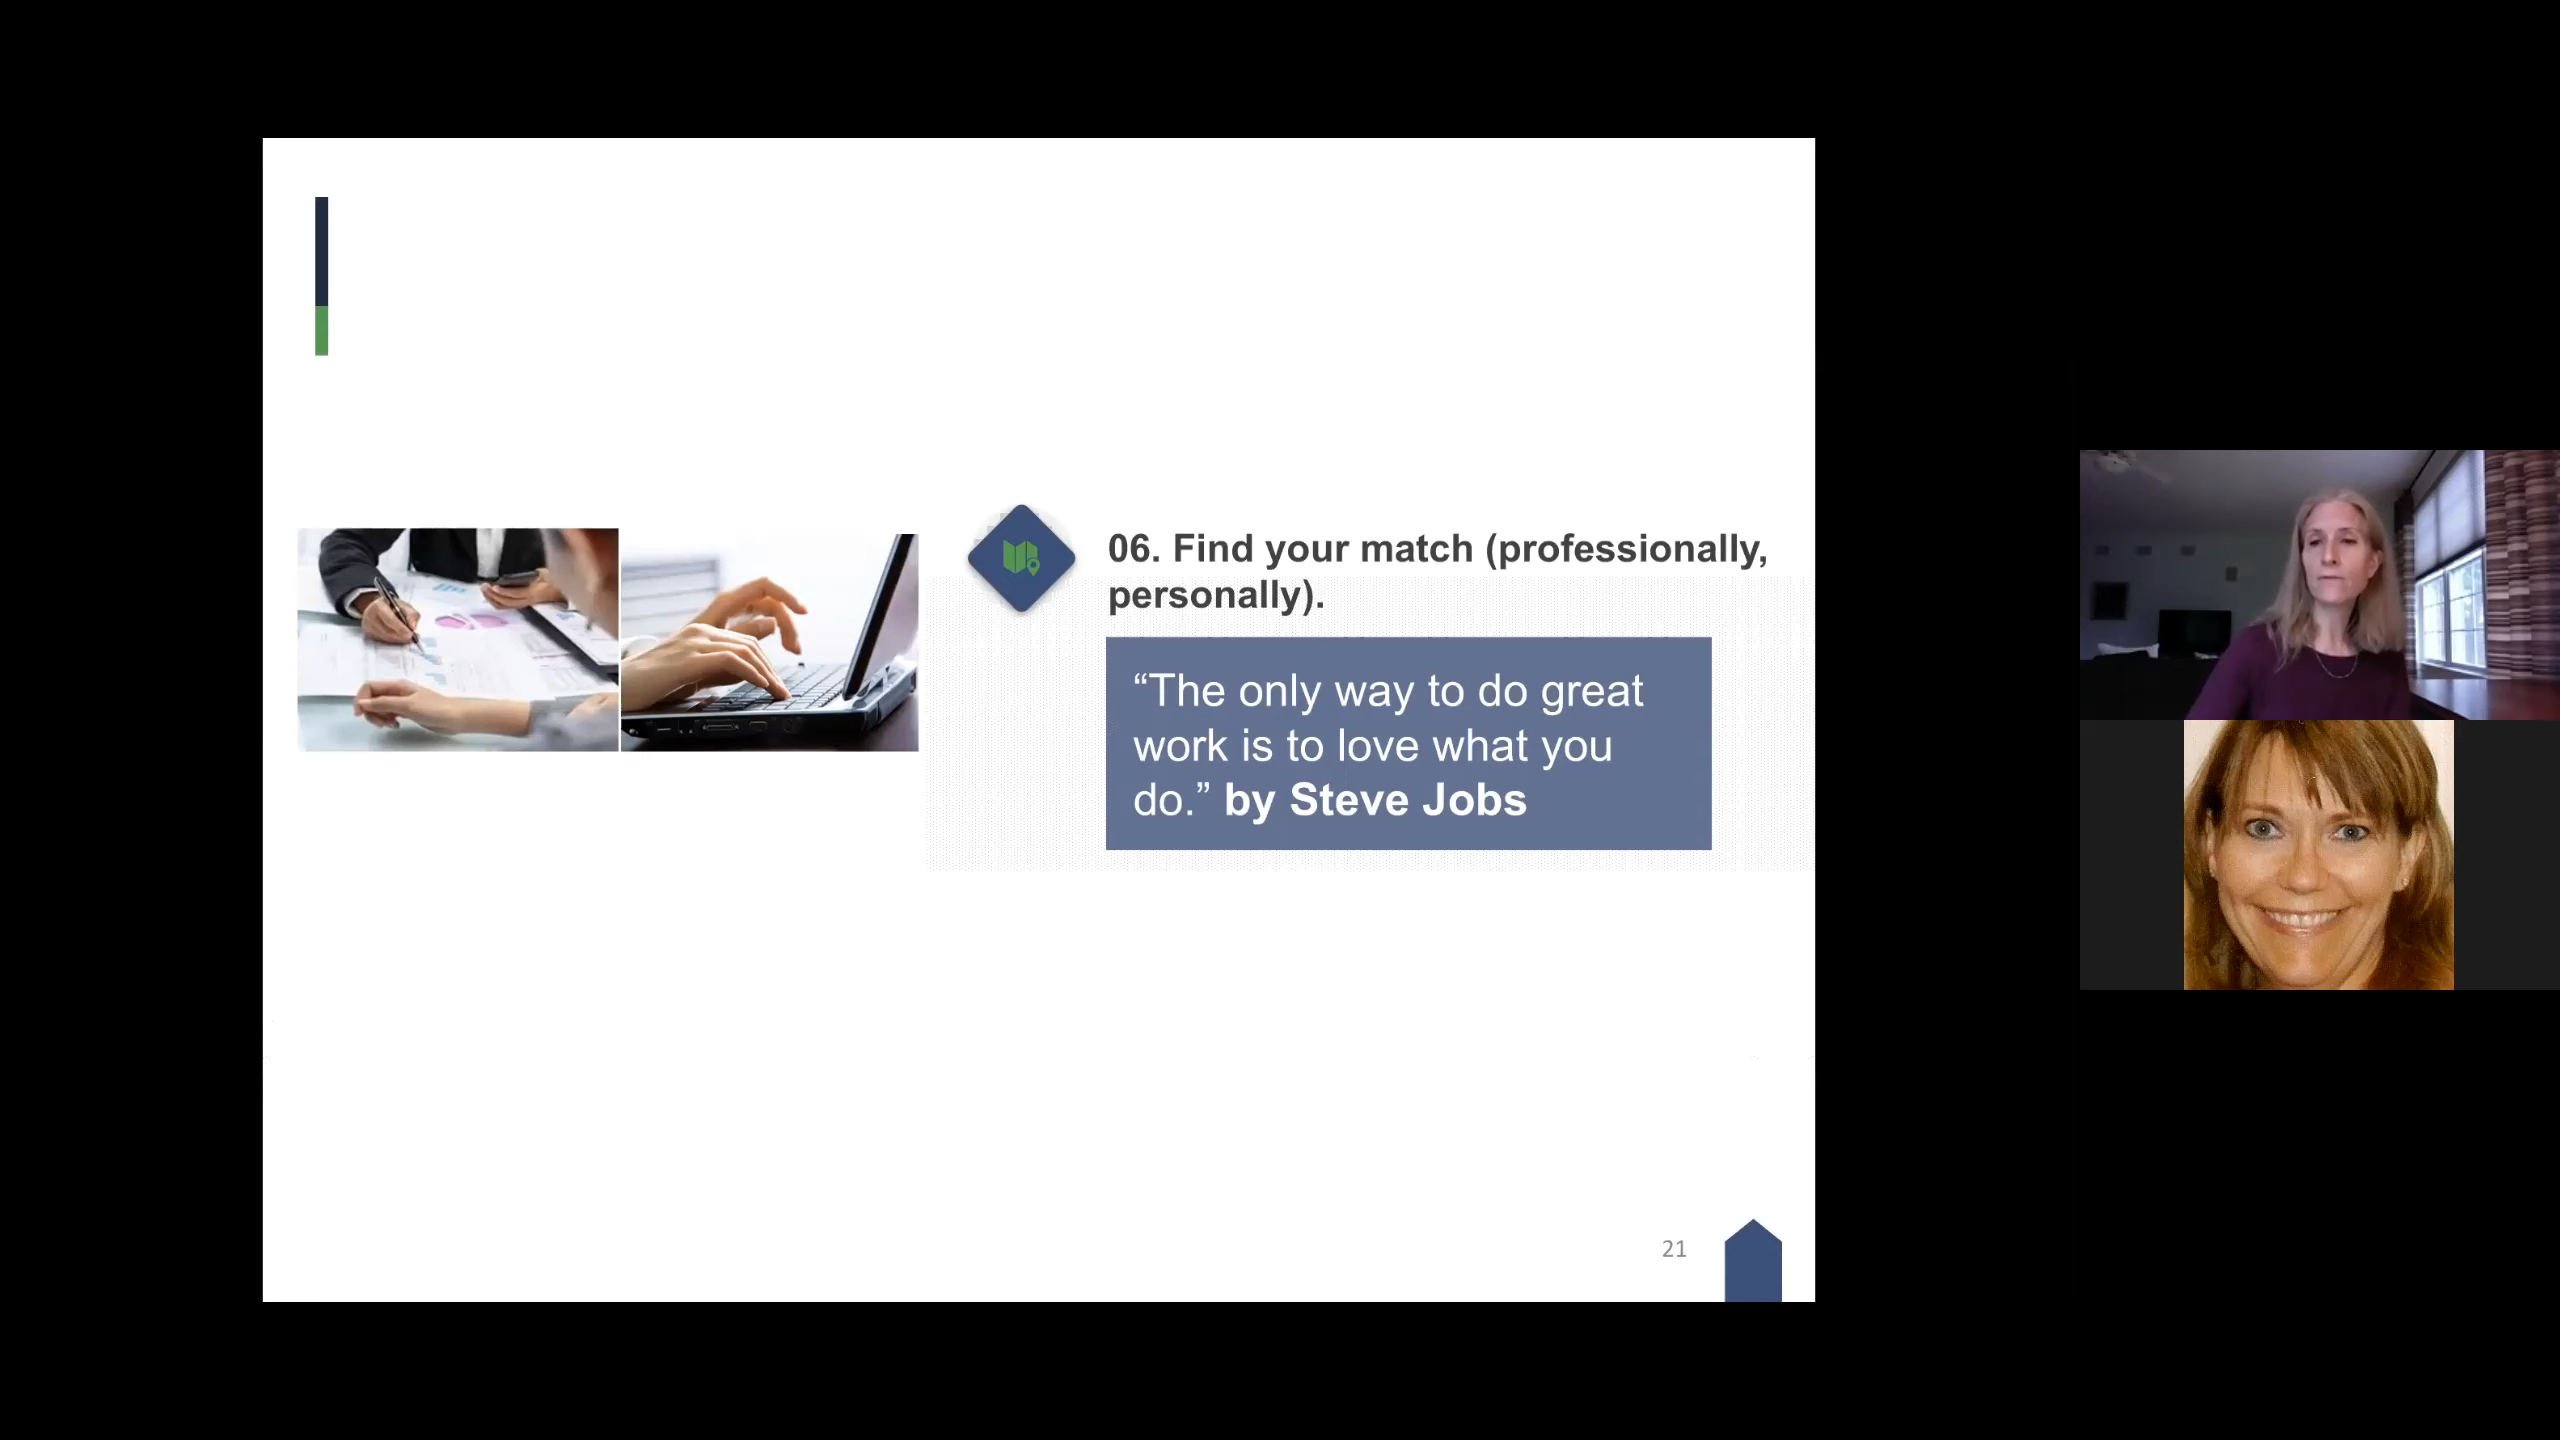 06. Find your match (professionally,
personally).
“The only way to do great
work is to love what you
do.” by Steve Jobs
21